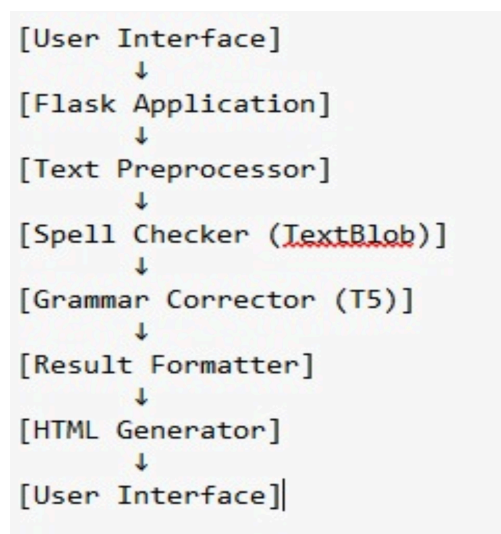 [User Interface]
↓
[Flask Application]
↓
[Text Preprocessor]
↓
[Spell Checker (TextBlob)]
↓
[Grammar Corrector (T5)]
↓
[Result Formatter]
↓
[HTML Generator]
↓
[User Interface]